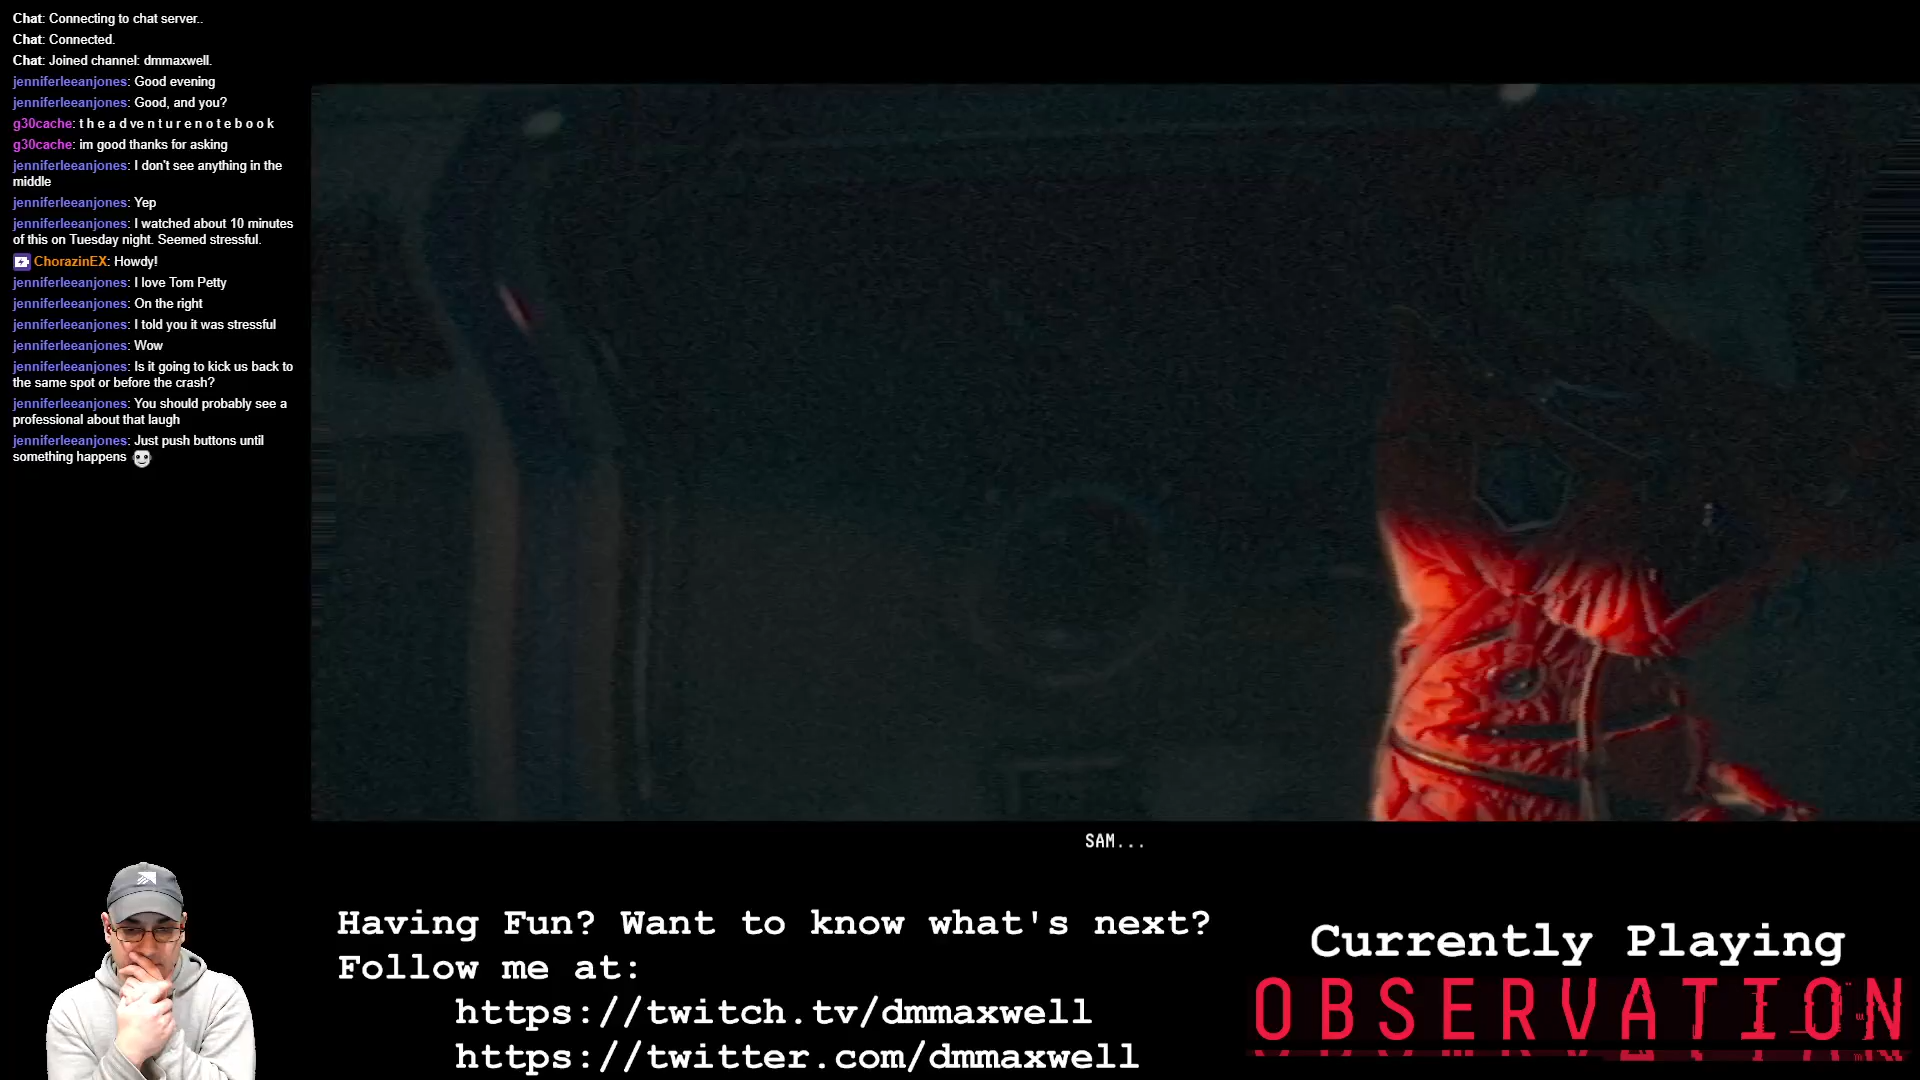 Chat: Connecting to chat server..
Chat: Connected.
Chat: Joined channel: dmmaxwell.
jenniferleeanjones: Good evening
jenniferleeanjones: Good, and you?
g30cache: t h e a d v e n t u r e n o t e b o o k
g30cache: im good thanks for asking
jenniferleeanjones: I don't see anything in the
middle
jenniferleeanjones: Yep
jenniferleeanjones: I watched about 10 minutes
of this on Tuesday night. Seemed stressful.
ChorazinEX: Howdy!
jenniferleeanjones: I love Tom Petty
jenniferleeanjones: On the right
jenniferleeanjones: I told you it was stressful
jenniferleeanjones: Wow
jenniferleeanjones: Is it going to kick us back to
the same spot or before the crash?
jenniferleeanjones: You should probably see a
professional about that laugh
jenniferleeanjones: Just push buttons until
something happens
SAM...
Having Fun? Want to know what's next?
Follow me at:
https://twitch.tv/dmmaxwell
https://twitter.com/dmmaxwell
Currently Playing
OBSERVATION